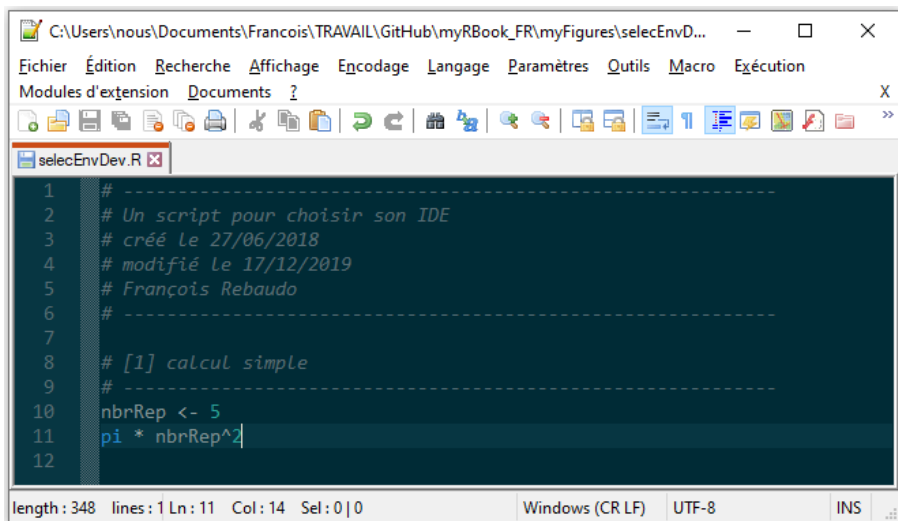 C:\Users\nous\Documents\Francois\TRAVAIL\GitHub\myRBook_FR\myFigures\selecEnvD...
Fichier Édition Recherche Affichage Encodage Langage Paramètres Outils Macro Exécution
Modules d'extension Documents ? X
selecEnvDev.R
1 # ------------------------------------------------------------
2 # Un script pour choisir son IDE
3 # créé le 27/06/2018
4 # modifié le 17/12/2019
5 # François Rebaudo
6 # ------------------------------------------------------------
7
8 # [1] calcul simple
9 # ------------------------------------------------------------
10 nbrRep <- 5
11 pi * nbrRep^2
12
length : 348 lines : 1 Ln : 11 Col : 14 Sel : 0 | 0 Windows (CR LF) UTF-8 INS